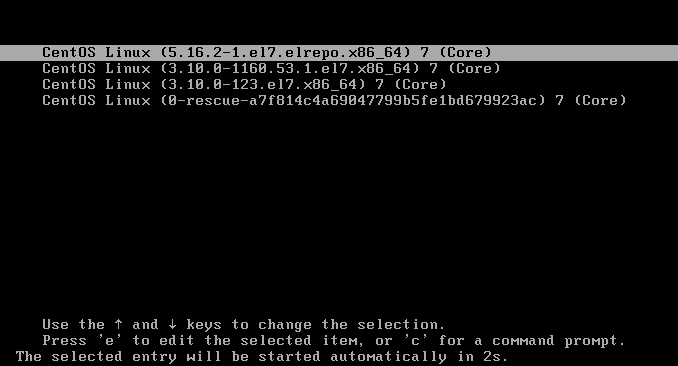 CentOS Linux (5.16.2-1.el7.elrepo.x86_64) 7 (Core)
CentOS Linux (3.10.0-1160.53.1.el7.x86_64) 7 (Core)
CentOS Linux (3.10.0-123.el7.x86_64) 7 (Core)
CentOS Linux (0-rescue-a7f814c4a69047799b5fe1bd679923ac) 7 (Core)
Use the ↑ and ↓ keys to change the selection.
Press 'e' to edit the selected item, or 'c' for a command prompt.
The selected entry will be started automatically in 2s.